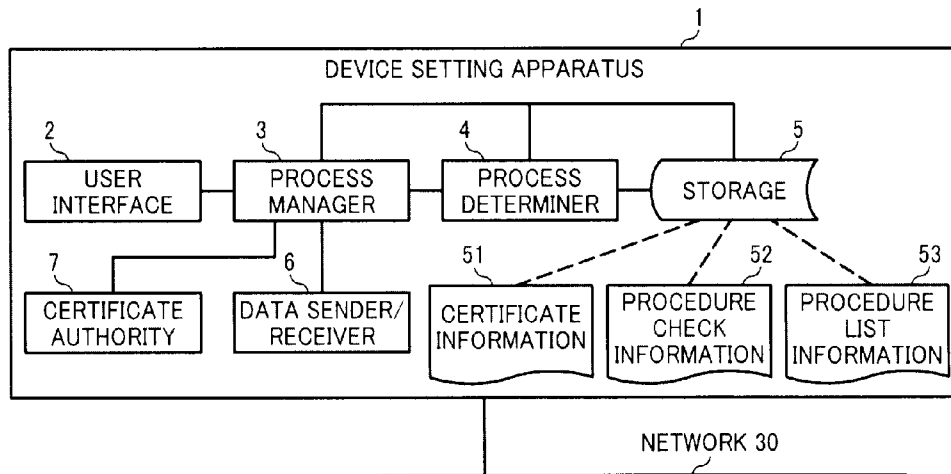 1
DEVICE SETTING APPARATUS
2
3
4
5
USER
INTERFACE
PROCESS
MANAGER
PROCESS
DETERMINER
STORAGE
7
6
51
52
53
CERTIFICATE
AUTHORITY
DATA SENDER/
RECEIVER
CERTIFICATE
INFORMATION
PROCEDURE
CHECK
INFORMATION
PROCEDURE
LIST
INFORMATION
NETWORK 30